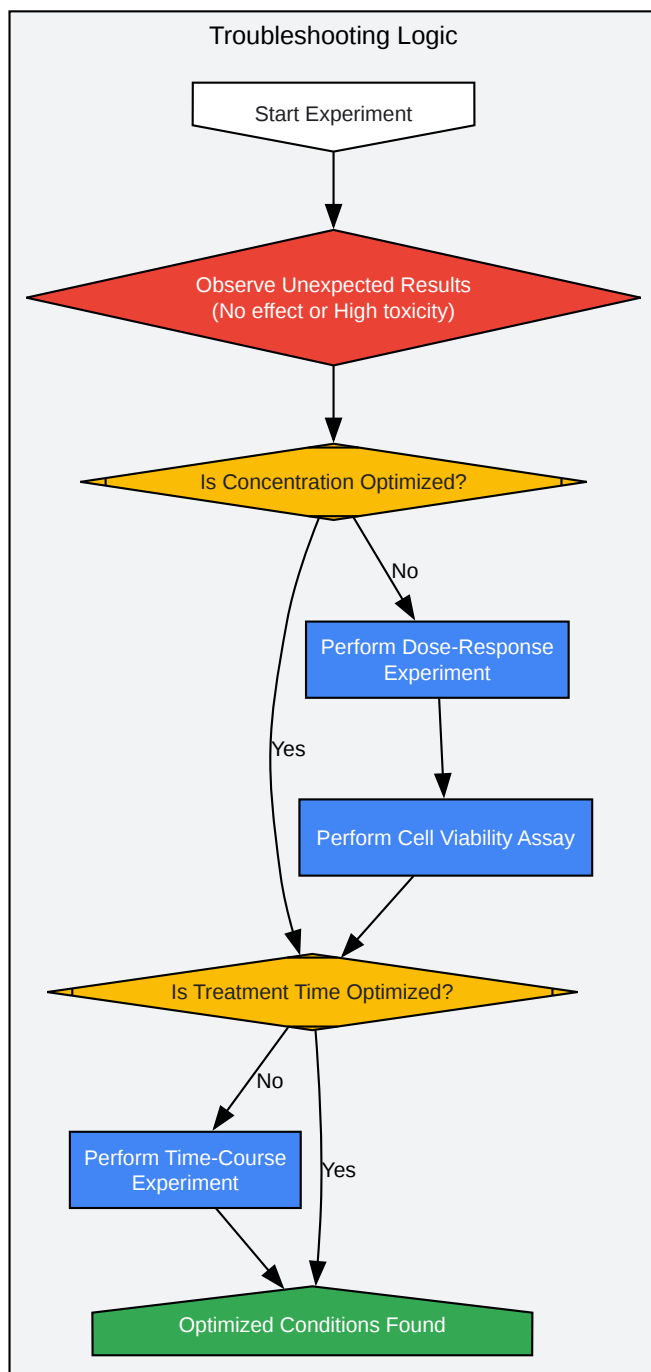 Troubleshooting Logic
Start Experiment
Observe Unexpected Results
(No effect or High toxicity)
Is Concentration Optimized?
No
Perform Dose-Response
Experiment
Yes
Perform Cell Viability Assay
Is Treatment Time Optimized?
No
Perform Time-Course
Experiment
Yes
Optimized Conditions Found